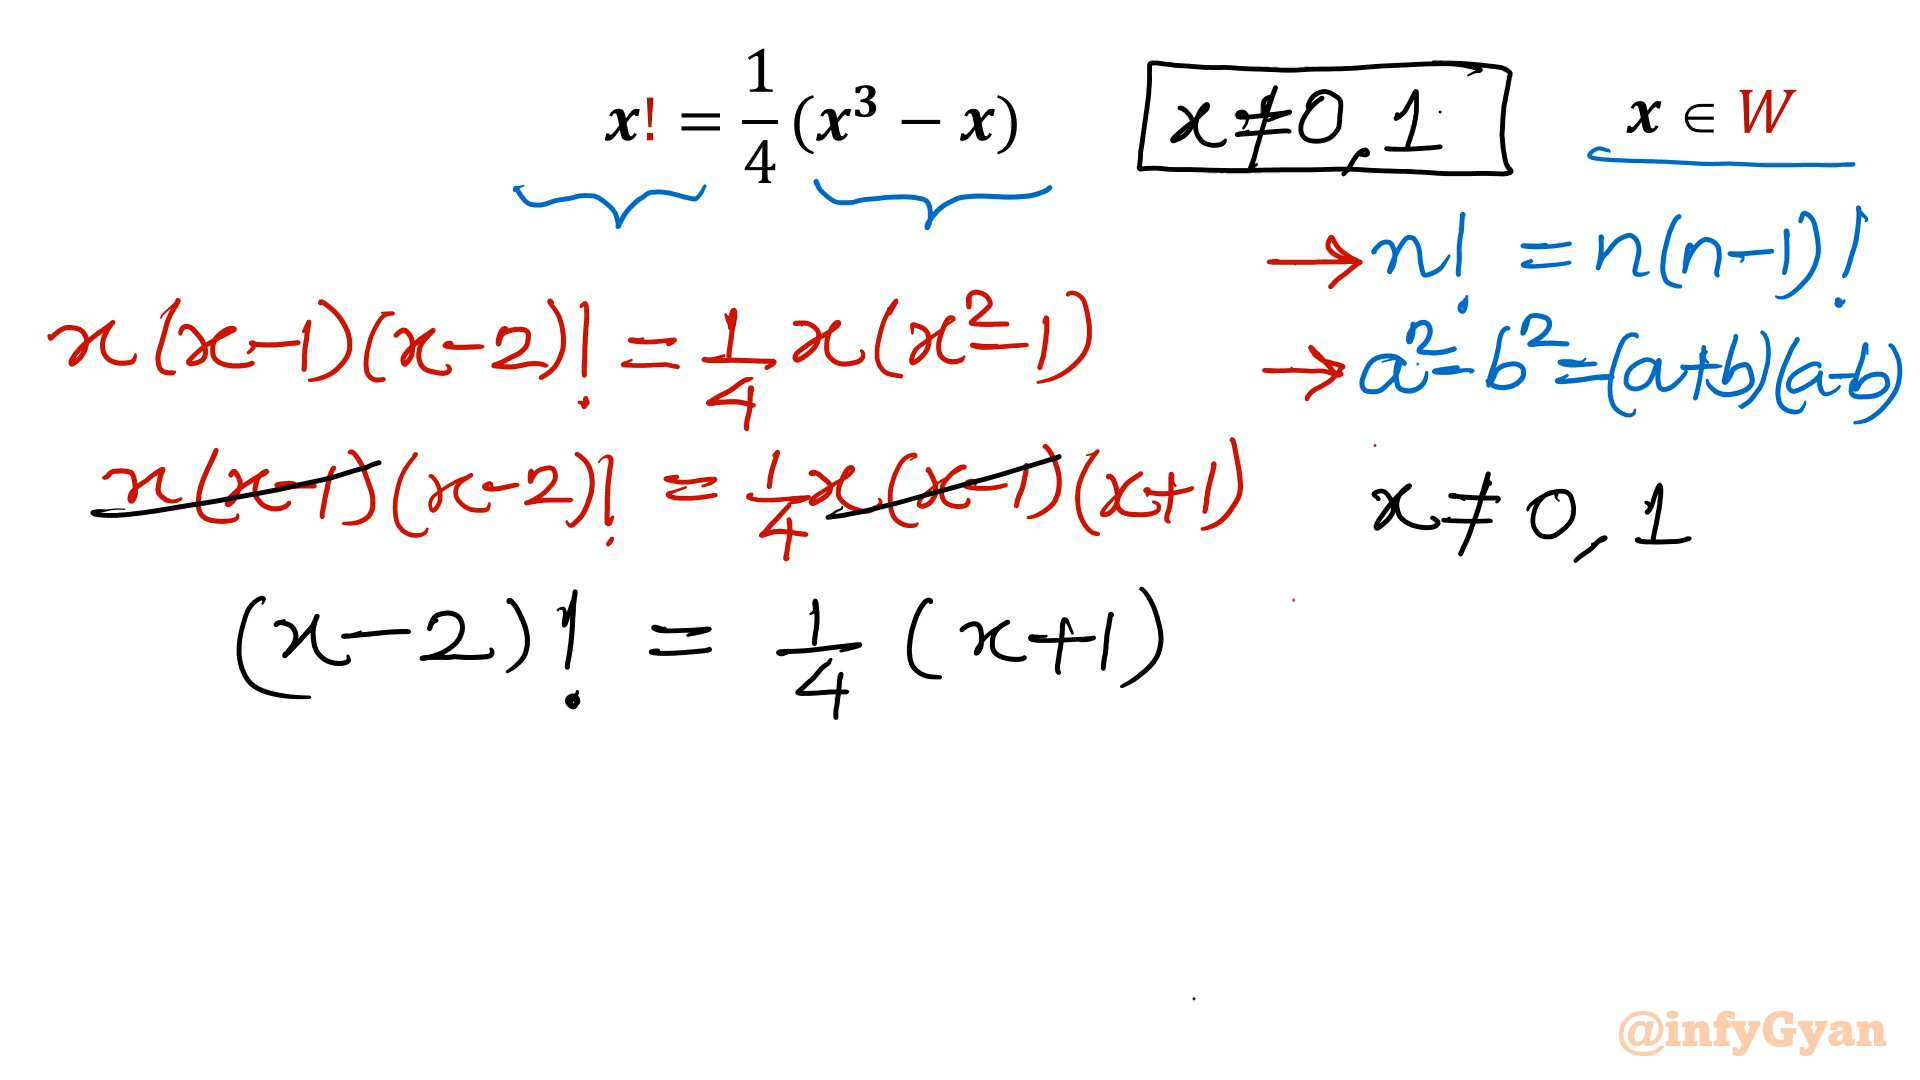 x! = 1/4 (x³ − x)
x ≠ 0, 1
x ∈ W
→ n! = n(n−1)!
x(x−1)(x−2)! = 1/4 x(x²−1)
→ a²−b² = (a+b)(a−b)
x(x−1)(x−2)! = 1/4 x(x−1)(x+1)
x ≠ 0, 1
(x−2)! = 1/4 (x+1)
@infyGyan